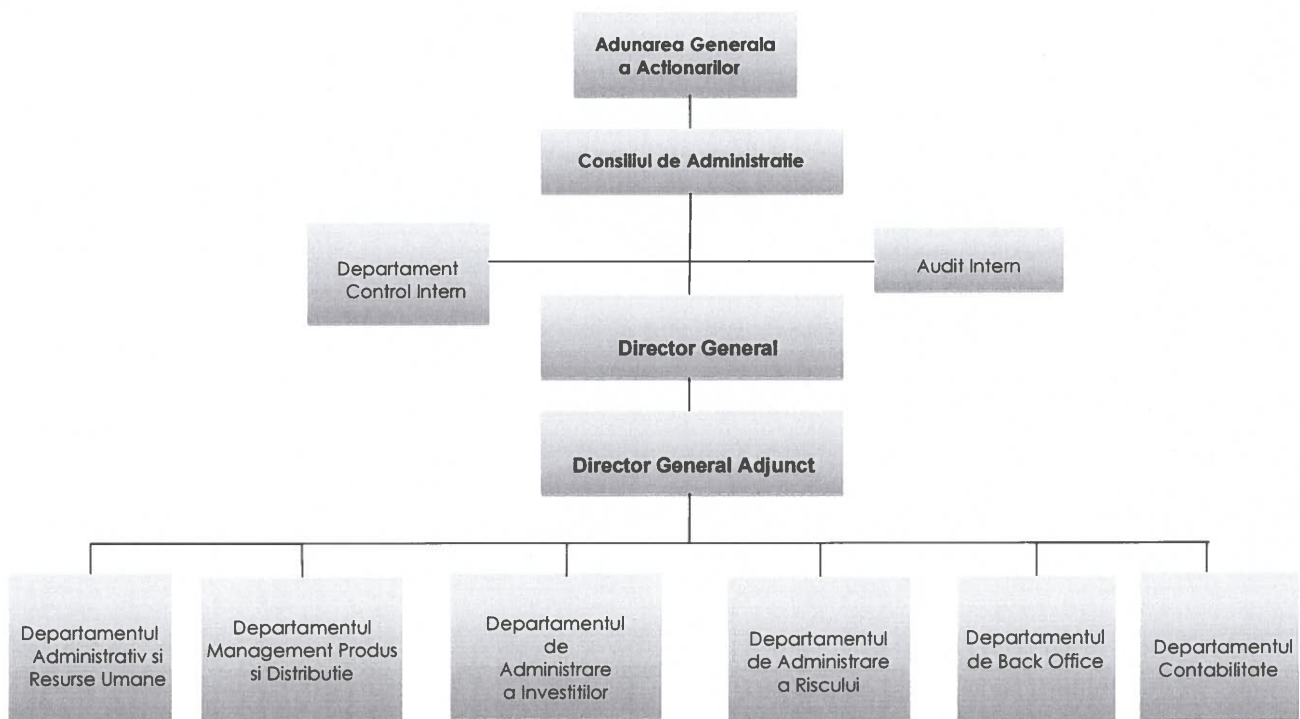 Adunarea Generala
a Actionarilor
Consiliul de Administratie
Departament
Control Intern
Audit Intern
Director General
Director General Adjunct
Departamentul
Administrativ si
Resurse Umane
Departamentul
Management Produs
si Distributie
Departamentul
de
Administrare
a Investitilor
Departamentul
de Administrare
a Riscului
Departamentul
de Back Office
Departamentul
Contabilitate